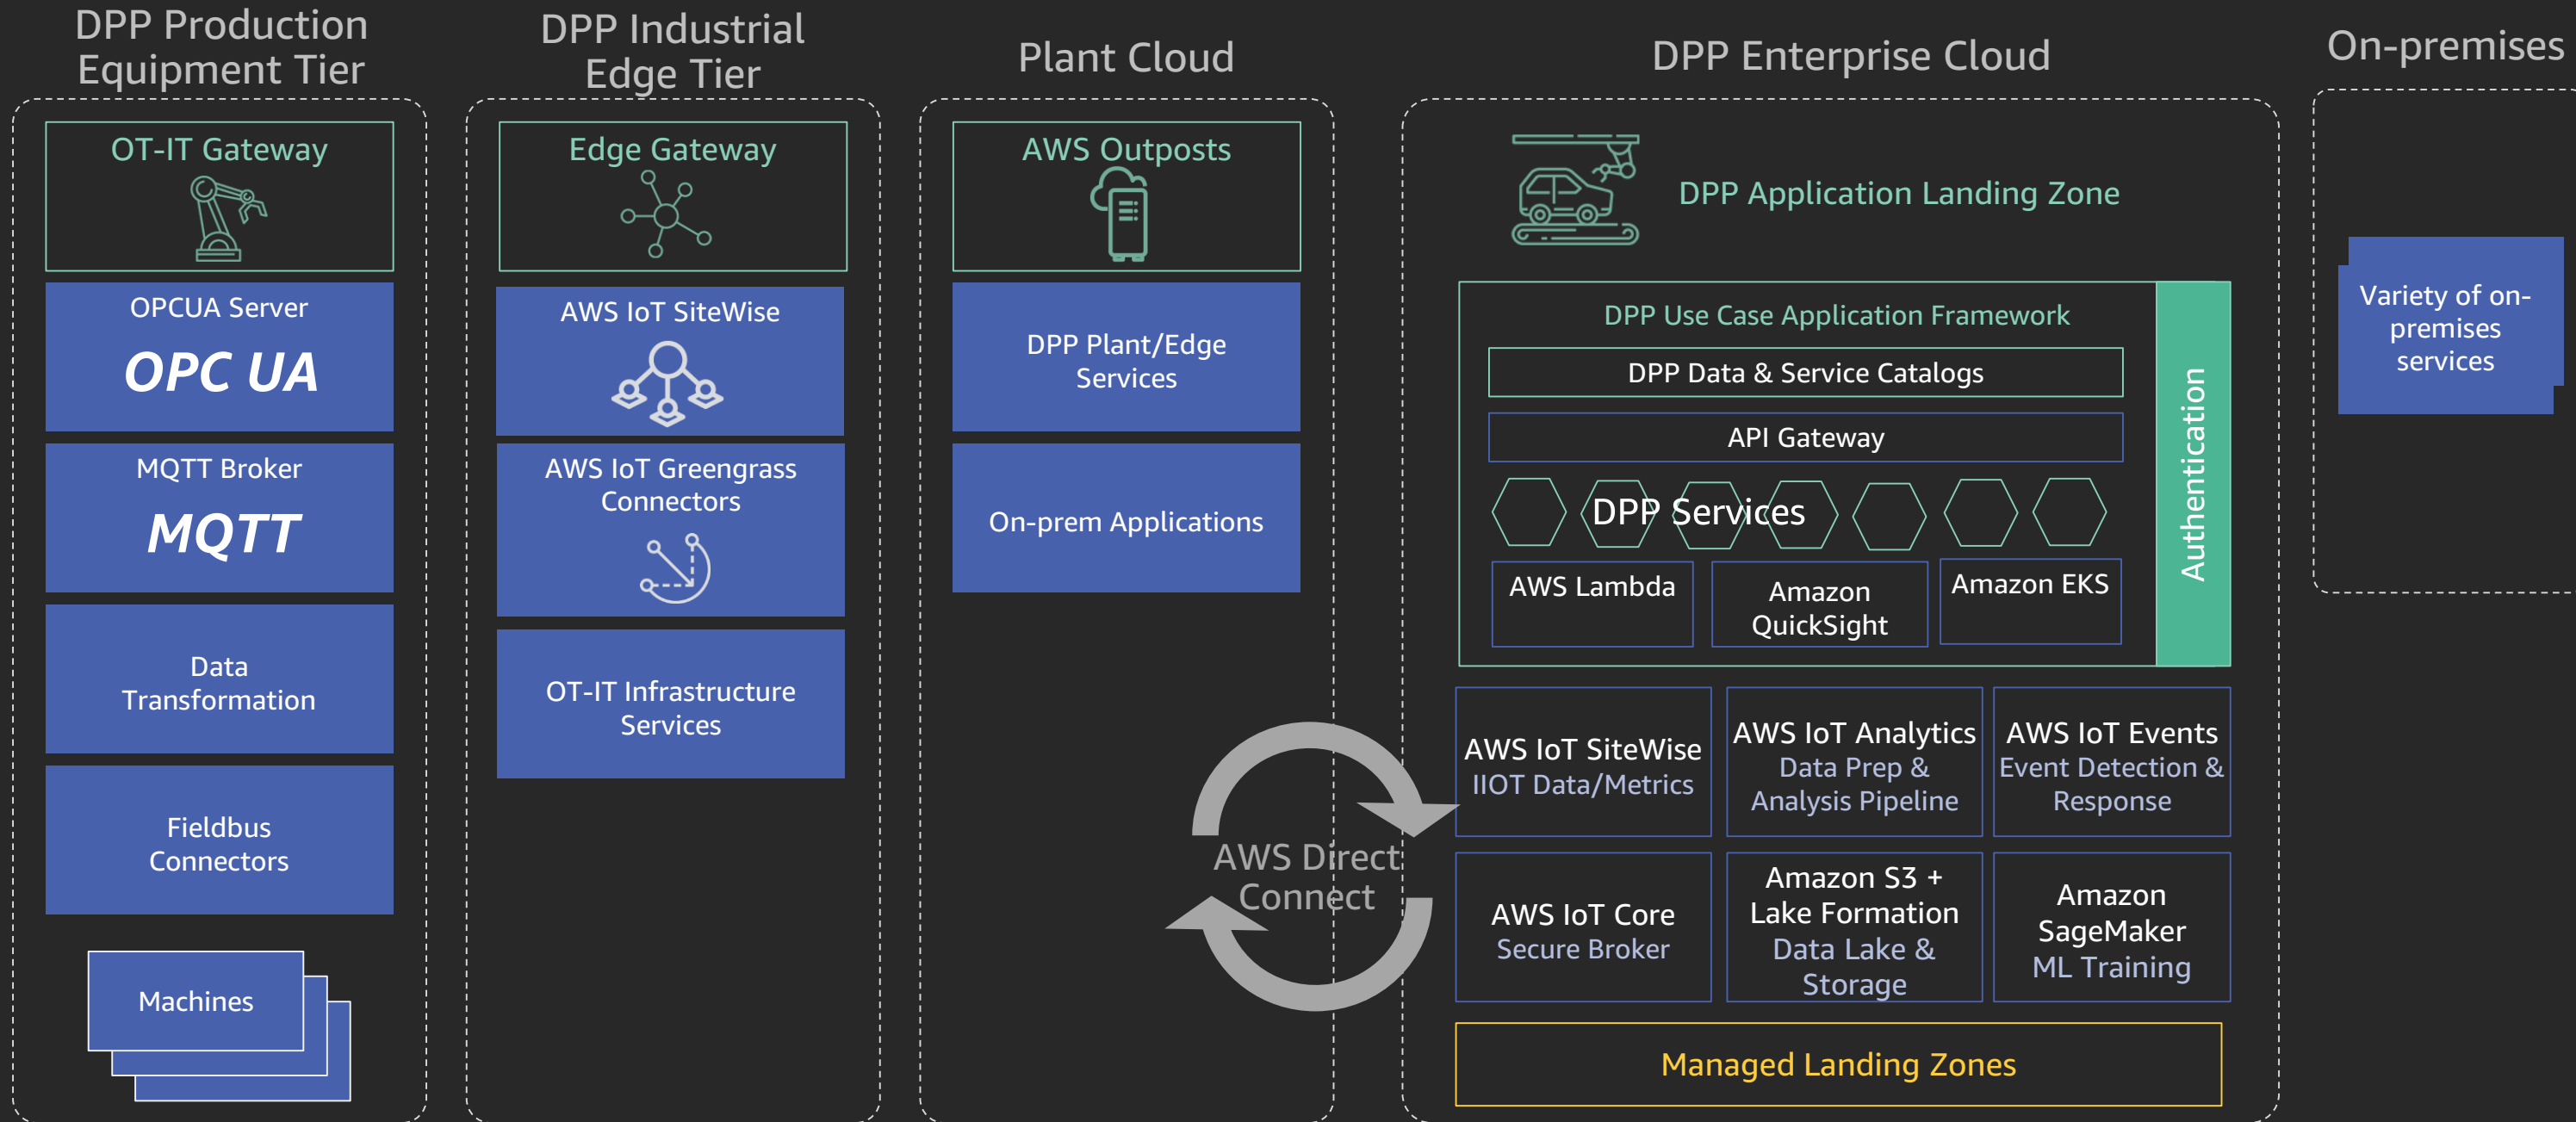 DPP Production
Equipment Tier
OT-IT Gateway
OPCUA Server
OPC UA
MQTT Broker
MQTT
Data
Transformation
Fieldbus
Connectors
Machines
DPP Industrial
Edge Tier
Edge Gateway
AWS IoT SiteWise
AWS IoT Greengrass
Connectors
OT-IT Infrastructure
Services
Plant Cloud
AWS Outposts
DPP Plant/Edge
Services
On-prem Applications
AWS Direct
Connect
DPP Enterprise Cloud
DPP Application Landing Zone
DPP Use Case Application Framework
DPP Data & Service Catalogs
API Gateway
DPP Services
AWS Lambda
Amazon
QuickSight
Amazon EKS
Authentication
AWS IoT SiteWise
IIOT Data/Metrics
AWS IoT Analytics
Data Prep &
Analysis Pipeline
AWS IoT Events
Event Detection &
Response
AWS IoT Core
Secure Broker
Amazon S3 +
Lake Formation
Data Lake &
Storage
Amazon
SageMaker
ML Training
Managed Landing Zones
On-premises
Variety of on-
premises
services